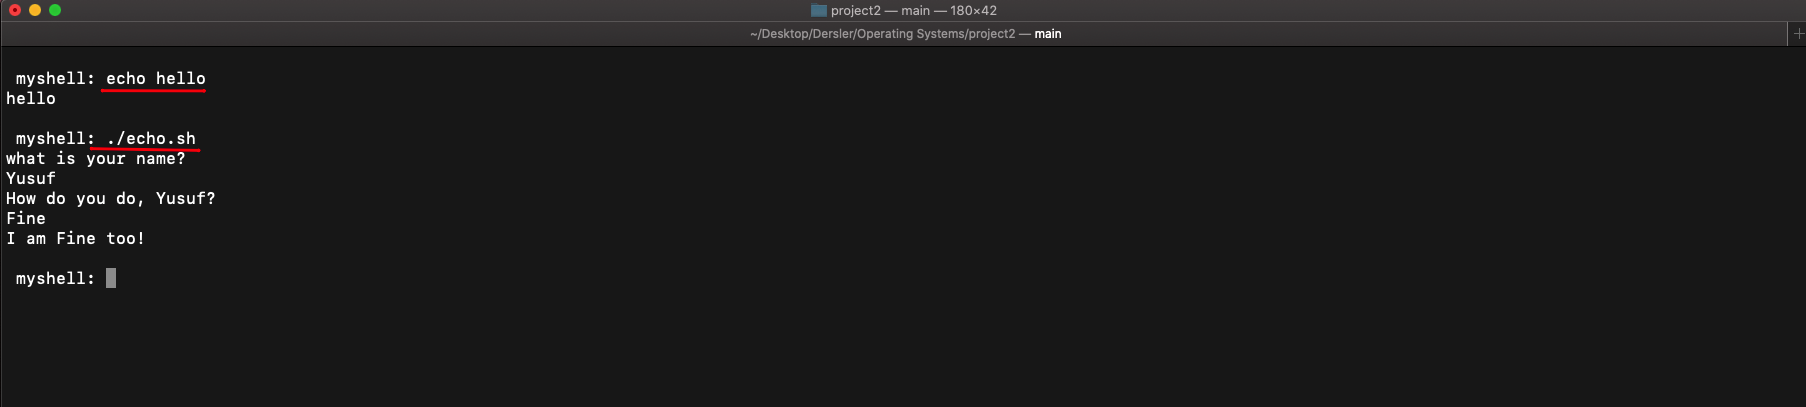 project2 — main — 180×42
~/Desktop/Dersler/Operating Systems/project2 — main
myshell: echo hello
hello
myshell: ./echo.sh
what is your name?
Yusuf
How do you do, Yusuf?
Fine
I am Fine too!
myshell: